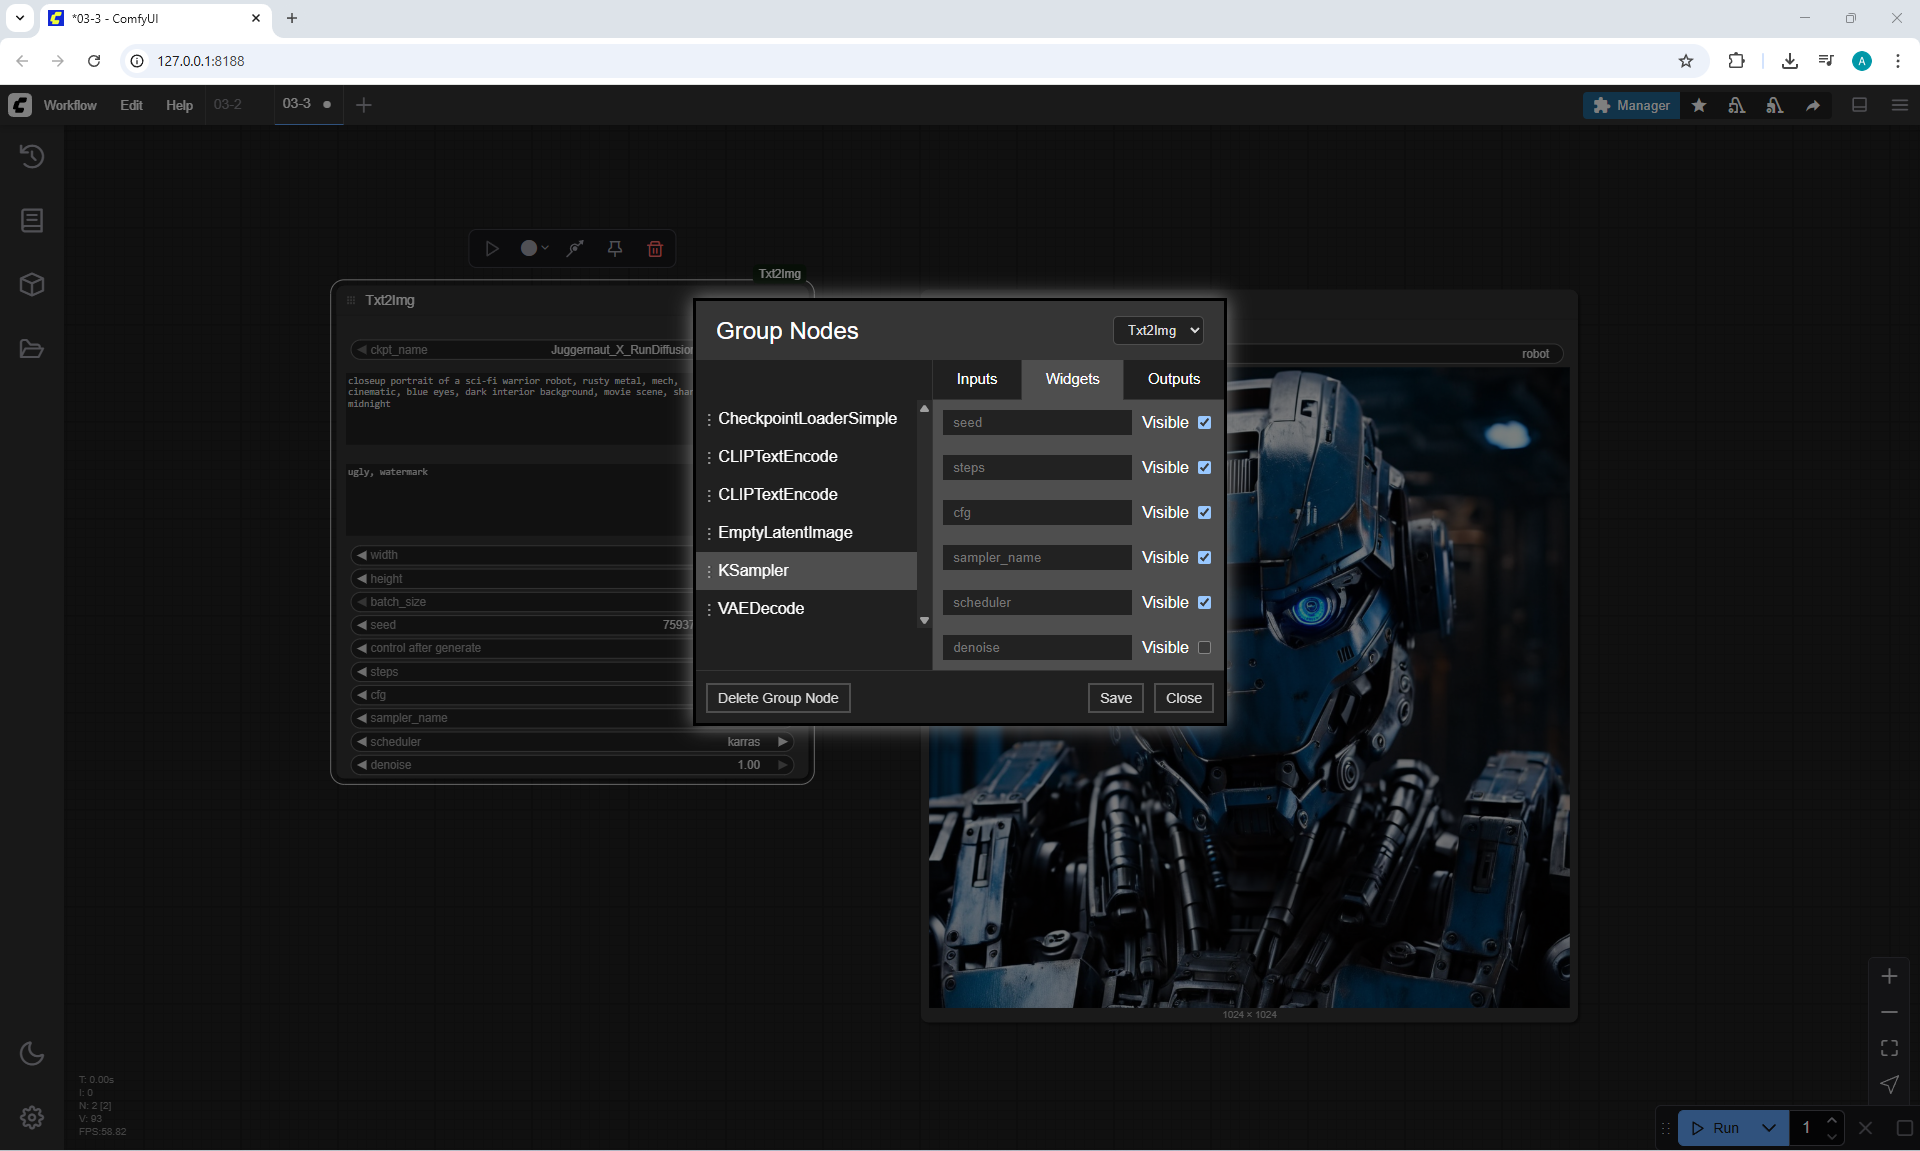 *03-3 - ComfyUI
127.0.0.1:8188
Workflow Edit Help 03-2 03-3 Manager
Txt2Img
Txt2Img
ckpt_name Juggernaut_X_RunDiffusion
closeup portrait of a sci-fi warrior robot, rusty metal, mech,
cinematic, blue eyes, dark interior background, movie scene, shar
midnight
ugly, watermark
width
height
batch_size
seed 75937
control after generate
steps
cfg
sampler_name
scheduler karras
denoise 1.00
Group Nodes Txt2Img
Inputs Widgets Outputs
CheckpointLoaderSimple
CLIPTextEncode
CLIPTextEncode
EmptyLatentImage
KSampler
VAEDecode
seed Visible
steps Visible
cfg Visible
sampler_name Visible
scheduler Visible
denoise Visible
Delete Group Node Save Close
robot
1024 × 1024
T: 0.00s
I: 0
N: 2 [2]
V: 93
FPS:58.82
Run 1
A